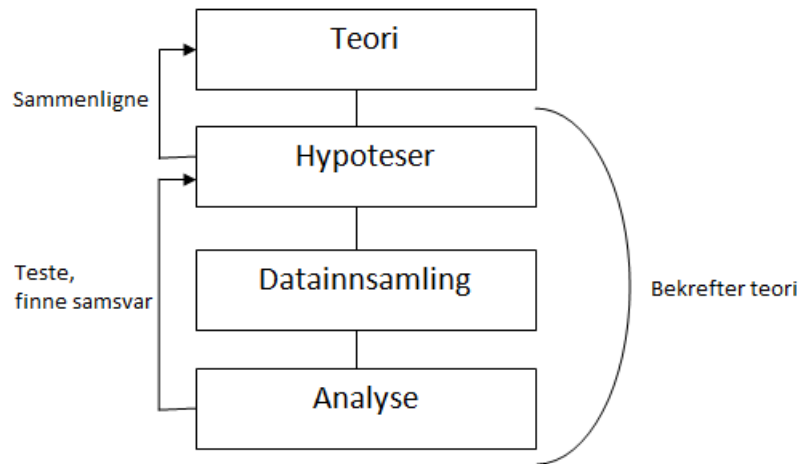 Teori
Sammenligne
Hypoteser
Teste,
finne samsvar
Datainnsamling
Bekrefter teori
Analyse